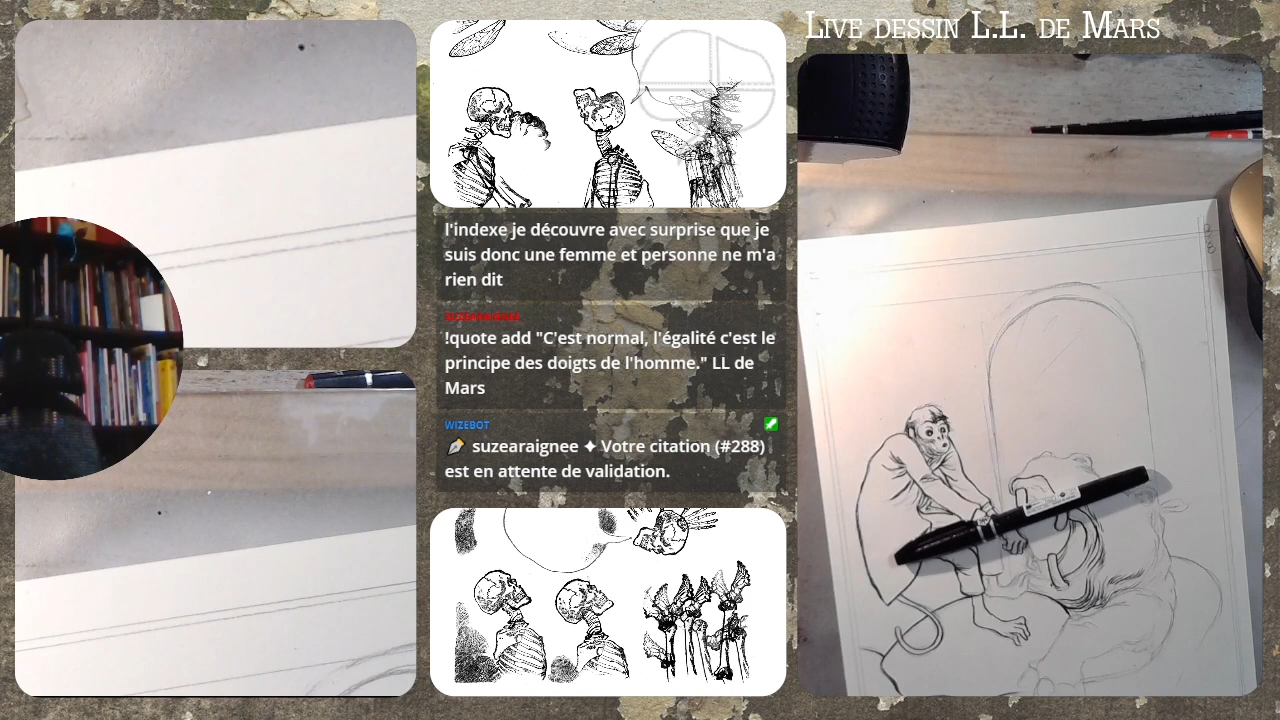 Live dessin L.L. de Mars
l'indexe je découvre avec surprise que je
suis donc une femme et personne ne m'a
rien dit
SUZEARAIGNEE
!quote add "C'est normal, l'égalité c'est le
principe des doigts de l'homme." LL de
Mars
WIZEBOT
suzearaignee ✦ Votre citation (#288)
est en attente de validation.